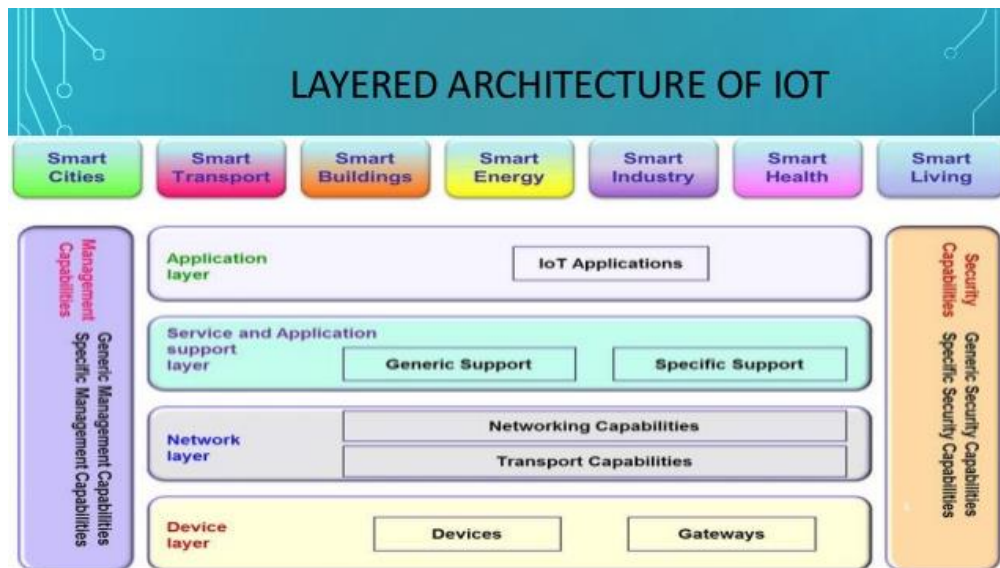 LAYERED ARCHITECTURE OF IOT
Smart
Cities
Smart
Transport
Smart
Buildings
Smart
Energy
Smart
Industry
Smart
Health
Smart
Living
Management
Capabilities
Generic Management Capabilities
Specific Management Capabilities
Application
layer
IoT Applications
Service and Application
support
layer
Generic Support
Specific Support
Network
layer
Networking Capabilities
Transport Capabilities
Device
layer
Devices
Gateways
Security
Capabilities
Generic Security Capabilities
Specific Security Capabilities